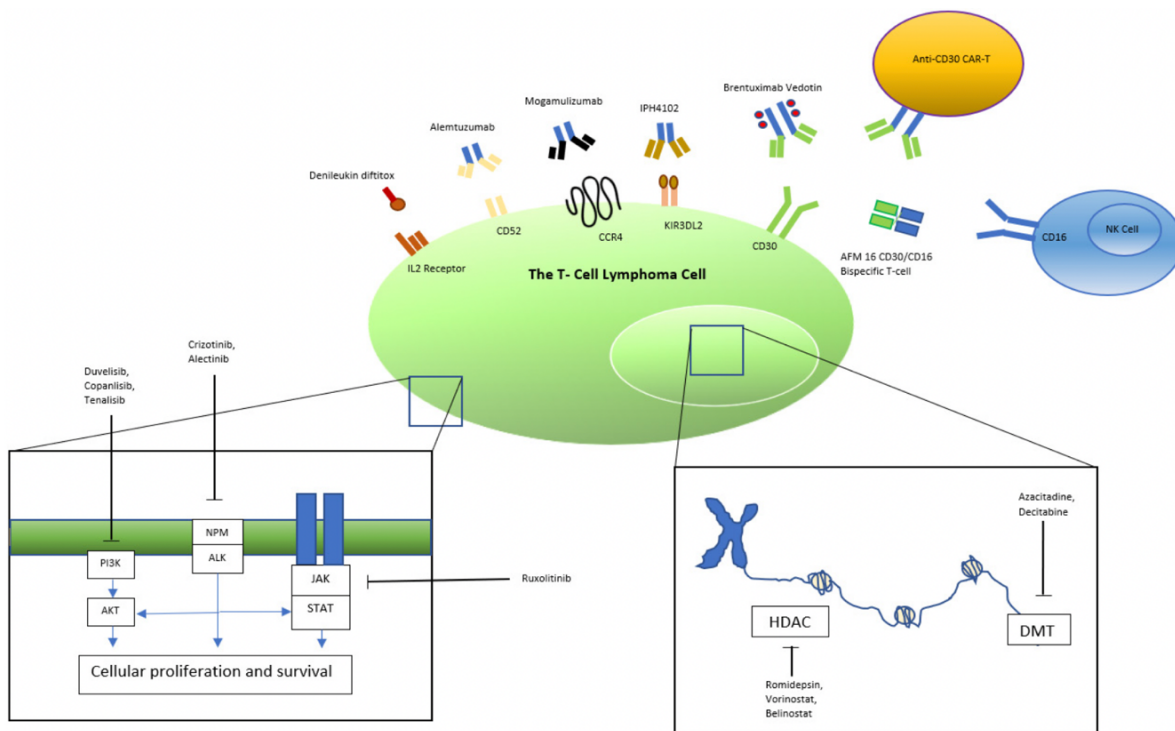 Anti-CD30 CAR-T
Brentuximab Vedotin
IPH4102
Mogamulizumab
Alemtuzumab
Denileukin diftitox
IL2 Receptor
CD52
CCR4
KIR3DL2
CD30
AFM 16 CD30/CD16
Bispecific T-cell
CD16
NK Cell
The T- Cell Lymphoma Cell
Crizotinib,
Alectinib
Duvelisib,
Copanlisib,
Tenalisib
NPM
ALK
PI3K
AKT
JAK
STAT
Ruxolitinib
Cellular proliferation and survival
Azacitadine,
Decitabine
HDAC
DMT
Romidepsin,
Vorinostat,
Belinostat